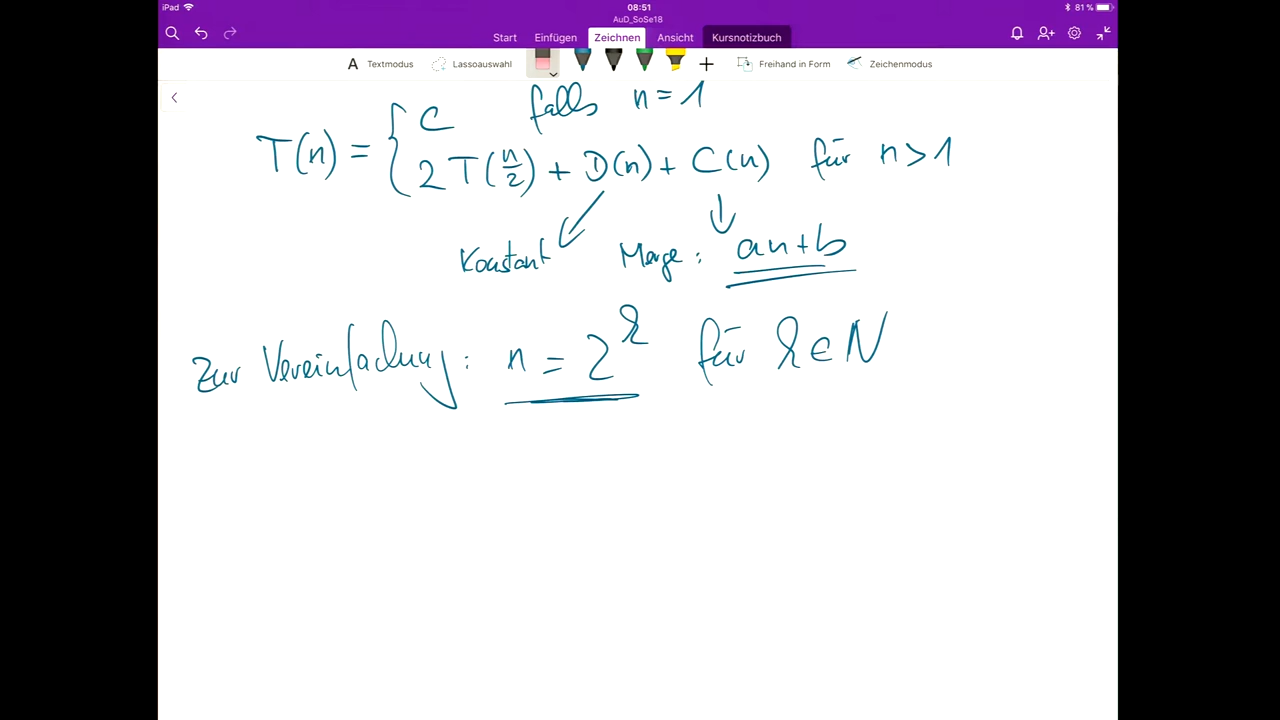 iPad 08:51 81 %
AuD_SoSe18
Start Einfügen Zeichnen Ansicht Kursnotizbuch
A Textmodus Lassoauswahl + Freihand in Form Zeichenmodus
C falls n = 1
T(n) = {
2 T(n/2) + D(n) + C(n) für n > 1
Konstant Merge: an + b
Zur Vereinfachung: n = 2^k für k ∈ N